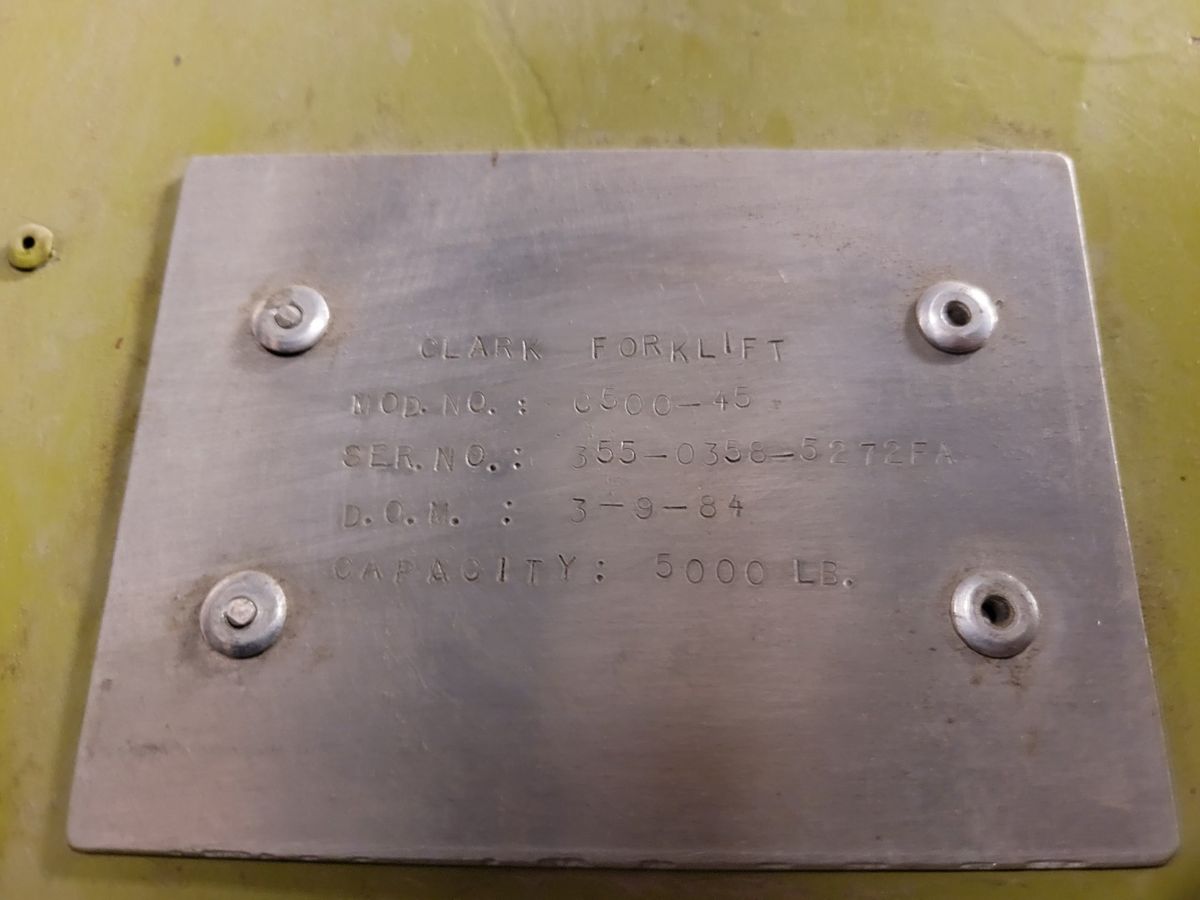 CLARK FORKLIFT
MOD. NO. : C500-45
SER. NO. : 355-0358-5272FA
D.O.M. : 3-9-84
CAPACITY: 5000 LB.